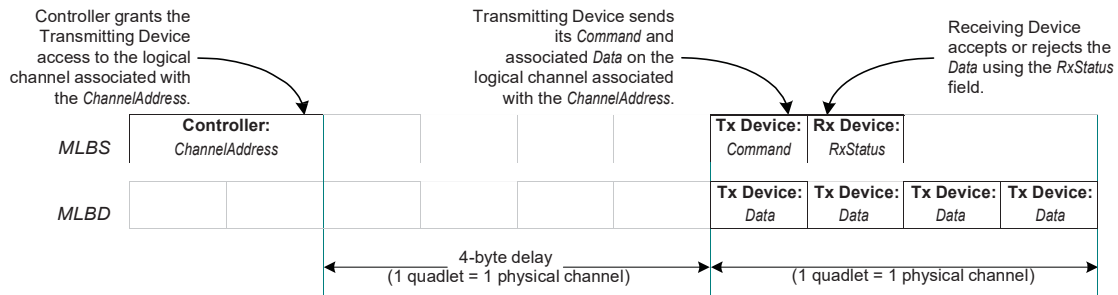 Controller grants the
Transmitting Device
access to the logical
channel associated with
the ChannelAddress.
Transmitting Device sends
its Command and
associated Data on the
logical channel associated
with the ChannelAddress.
Receiving Device
accepts or rejects the
Data using the RxStatus
field.
MLBS
Controller:
ChannelAddress
Tx Device:
Command
Rx Device:
RxStatus
MLBD
Tx Device:
Data
Tx Device:
Data
Tx Device:
Data
Tx Device:
Data
4-byte delay
(1 quadlet = 1 physical channel)
(1 quadlet = 1 physical channel)